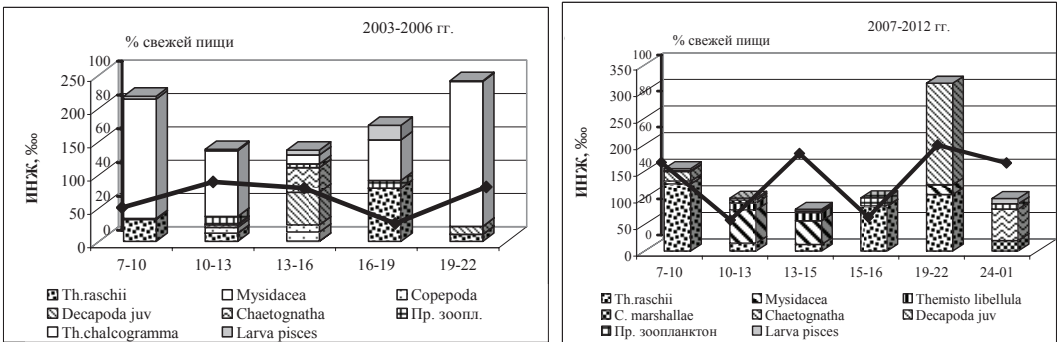 2003-2006 гг.
% свежей пищи
100
80
60
40
20
0
250
200
150
100
50
0
ИНЖ, %oo
7-10 10-13 13-16 16-19 19-22
Th.raschii Mysidacea Copepoda
Decapoda juv Chaetognatha Пр. зоопл.
Th.chalcogramma Larva pisces
2007-2012 гг.
% свежей пищи
100
80
60
40
20
0
350
300
250
200
150
100
50
0
ИНЖ, %oo
7-10 10-13 13-15 15-16 19-22 24-01
Th.raschii Mysidacea Themisto libellula
C. marshallae Chaetognatha Decapoda juv
Пр. зоопланктон Larva pisces